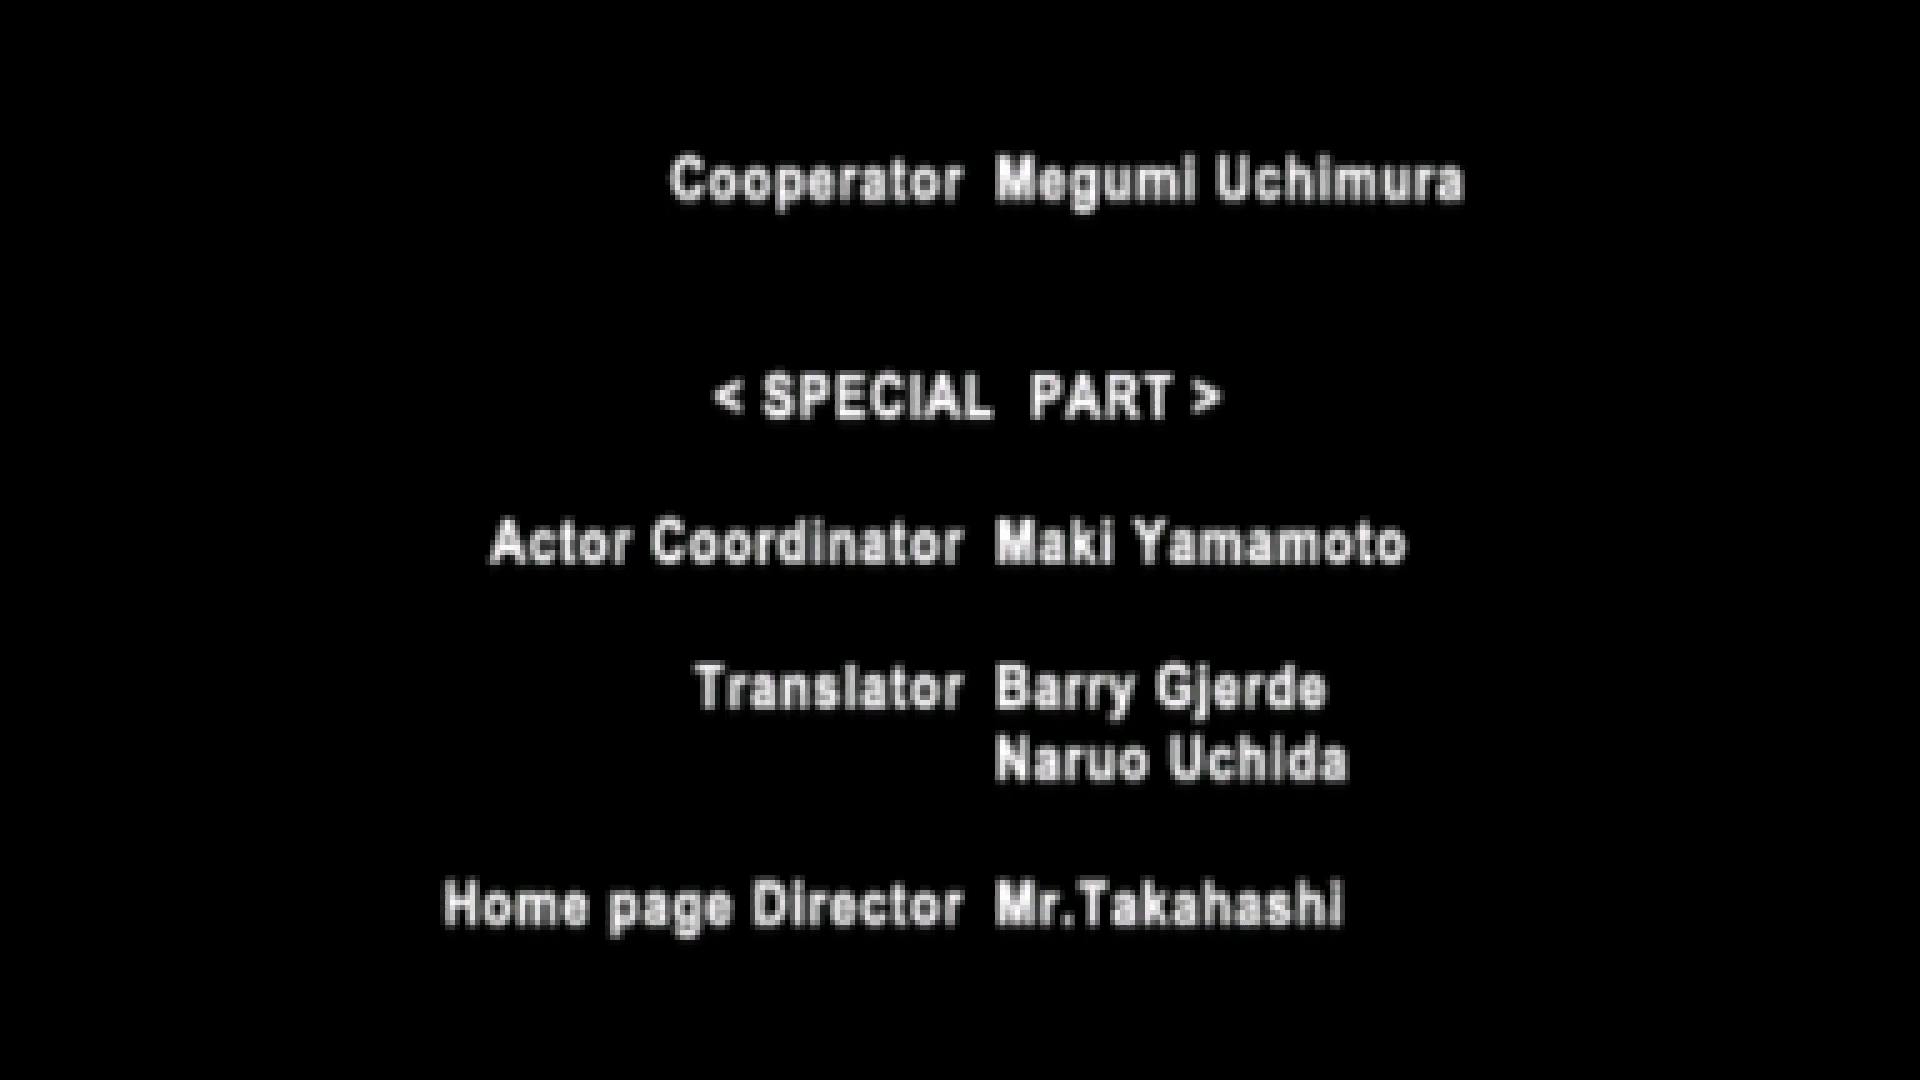 Cooperator Megumi Uchimura
< SPECIAL PART >
Actor Coordinator Maki Yamamoto
Translator Barry Gjerde
Naruo Uchida
Home page Director Mr.Takahashi